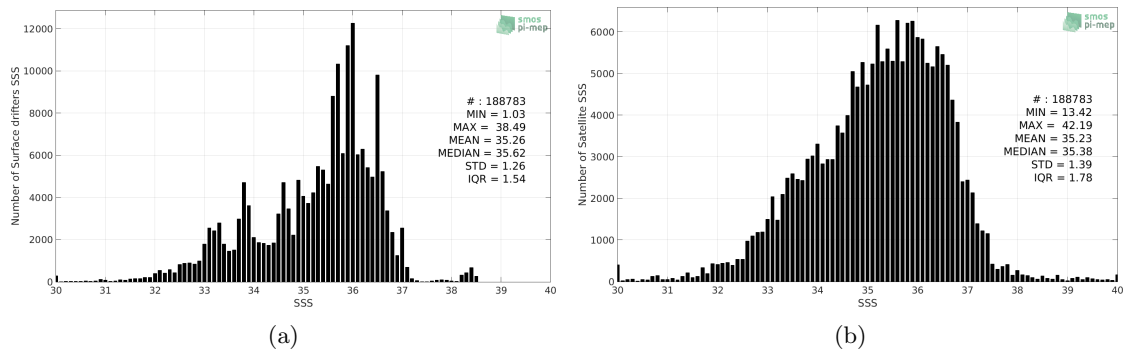 smos
pi-mep
12000
10000
8000
6000
4000
2000
0
Number of Surface drifters SSS
# : 188783
MIN = 1.03
MAX = 38.49
MEAN = 35.26
MEDIAN = 35.62
STD = 1.26
IQR = 1.54
30 31 32 33 34 35 36 37 38 39 40
SSS
(a)
smos
pi-mep
6000
5000
4000
3000
2000
1000
0
Number of Satellite SSS
# : 188783
MIN = 13.42
MAX = 42.19
MEAN = 35.23
MEDIAN = 35.38
STD = 1.39
IQR = 1.78
30 31 32 33 34 35 36 37 38 39 40
SSS
(b)